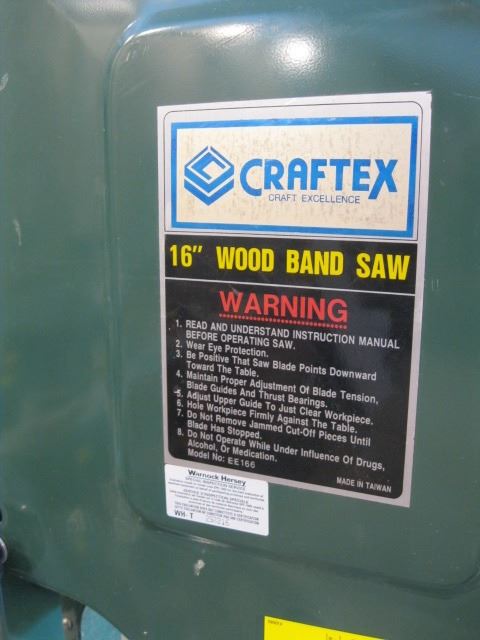 CRAFTEX
CRAFT EXCELLENCE
16" WOOD BAND SAW
WARNING
1. READ AND UNDERSTAND INSTRUCTION MANUAL
BEFORE OPERATING SAW.
2. Wear Eye Protection.
3. Be Positive That Saw Blade Points Downward
Toward The Table.
4. Maintain Proper Adjustment Of Blade Tension,
Blade Guides And Thrust Bearings.
5. Adjust Upper Guide To Just Clear Workpiece.
6. Hole Workpiece Firmly Against The Table.
7. Do Not Remove Jammed Cut-Off Pieces Until
Blade Has Stopped.
8. Do Not Operate While Under Influence Of Drugs,
Alcohol, Or Medication.
Model No: EE166
MADE IN TAIWAN
Warnock Hersey
SPECIAL INSPECTION SERVICE
WH-T